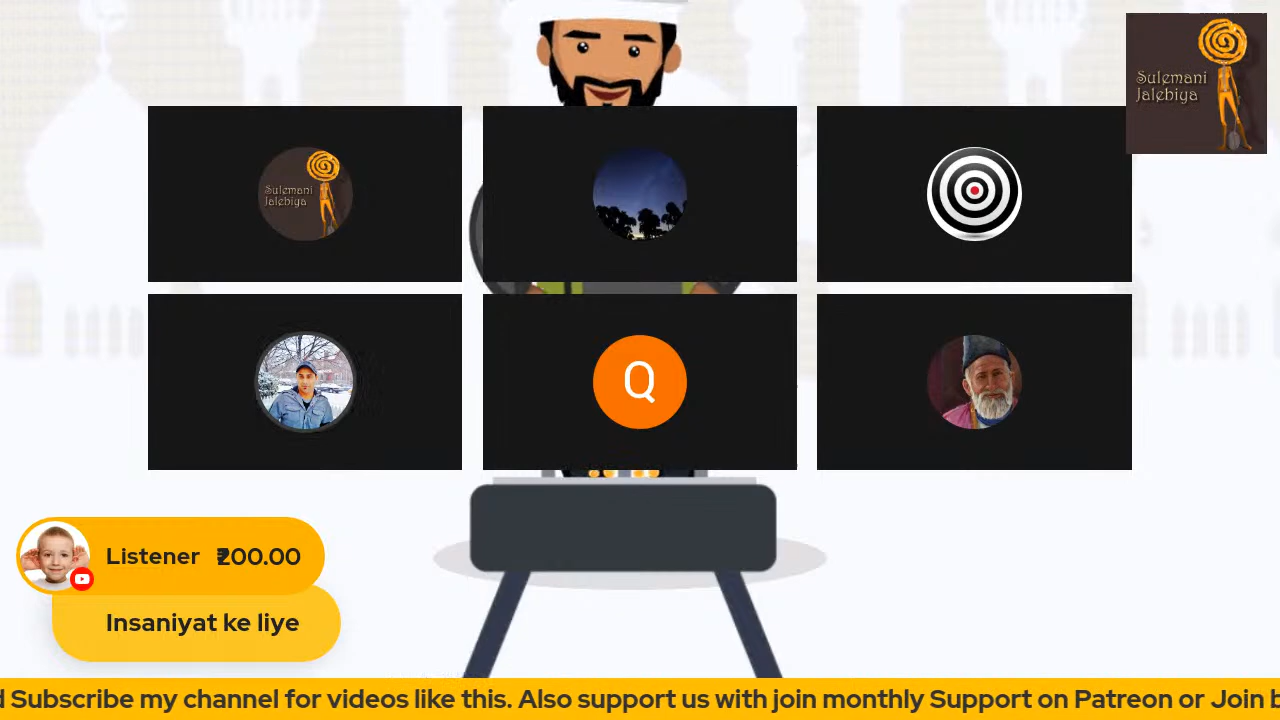 Sulemani
Jalebiya
Sulemani
Jalebiya
Q
Listener ₹200.00
Insaniyat ke liye
Subscribe my channel for videos like this. Also support us with join monthly Support on Patreon or Join